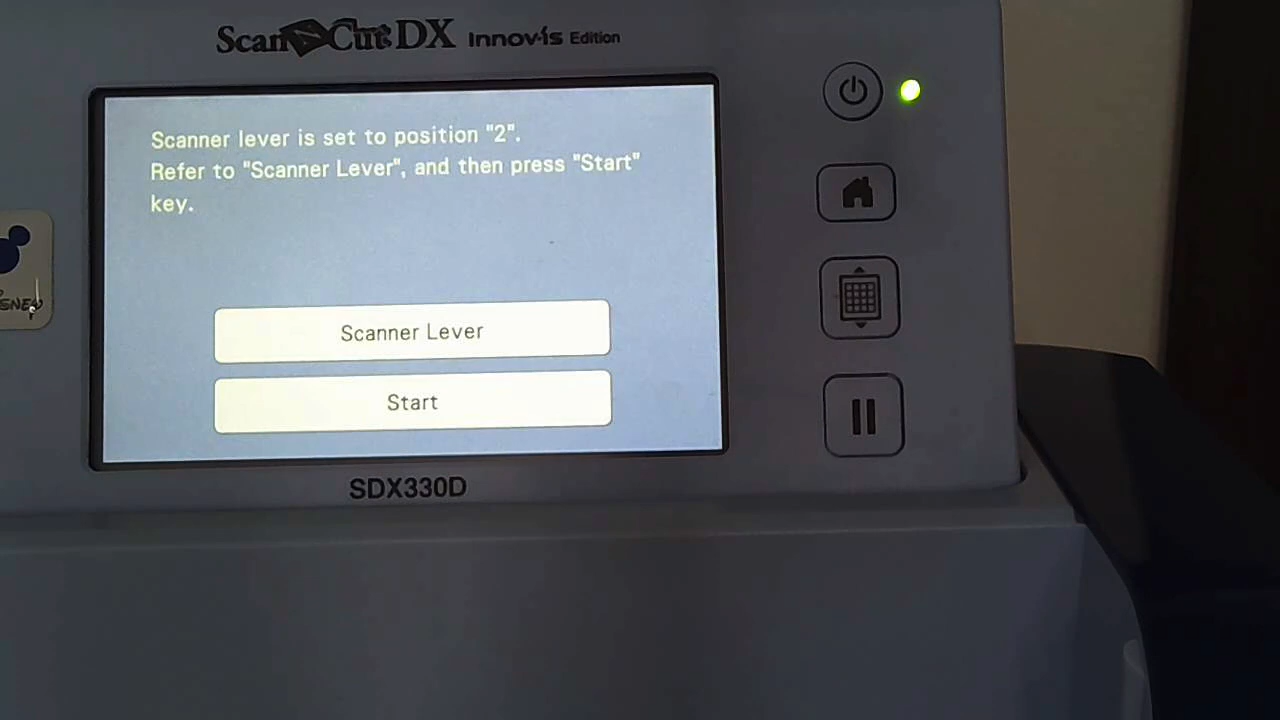 ScanNCut DX Innov-ís Edition
Scanner lever is set to position "2".
Refer to "Scanner Lever", and then press "Start"
key.
Scanner Lever
Start
SDX330D